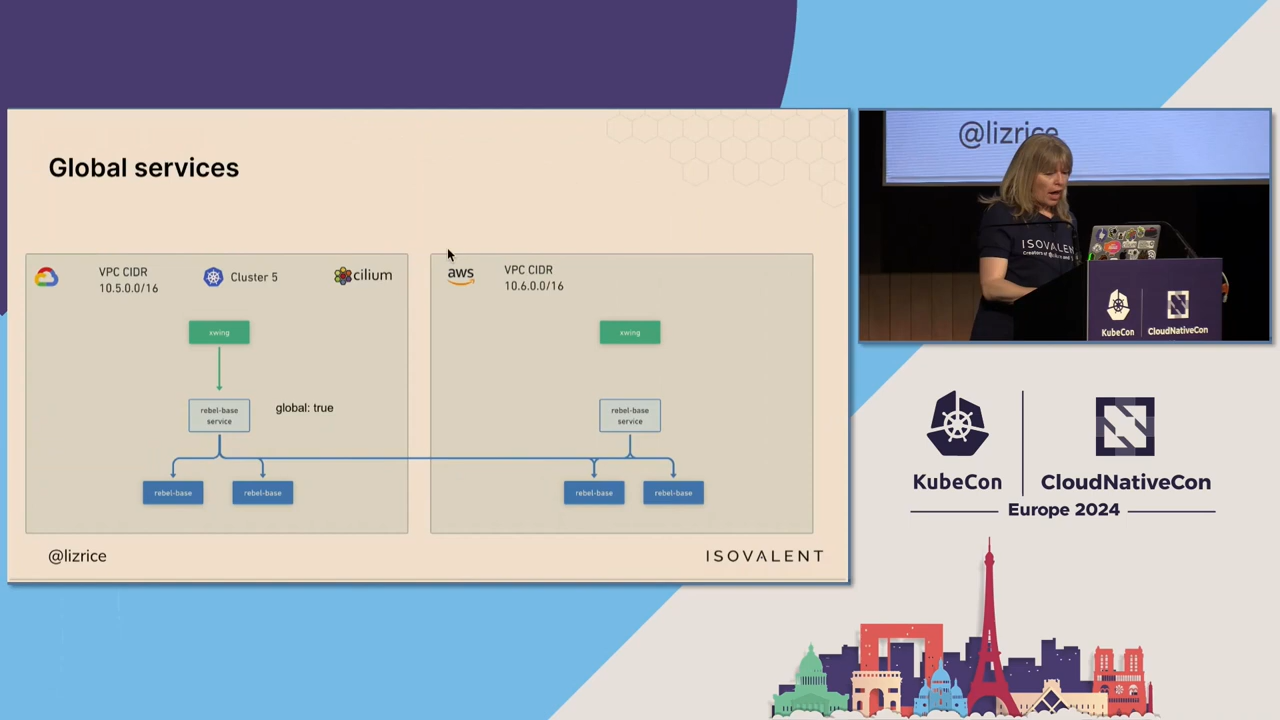 Global services
VPC CIDR
10.5.0.0/16
Cluster 5
cilium
xwing
rebel-base
service
global: true
rebel-base
rebel-base
aws
VPC CIDR
10.6.0.0/16
xwing
rebel-base
service
rebel-base
rebel-base
@lizrice
ISOVALENT
@lizrice
ISOVALENT
KubeCon
CloudNativeCon
KubeCon
CloudNativeCon
Europe 2024